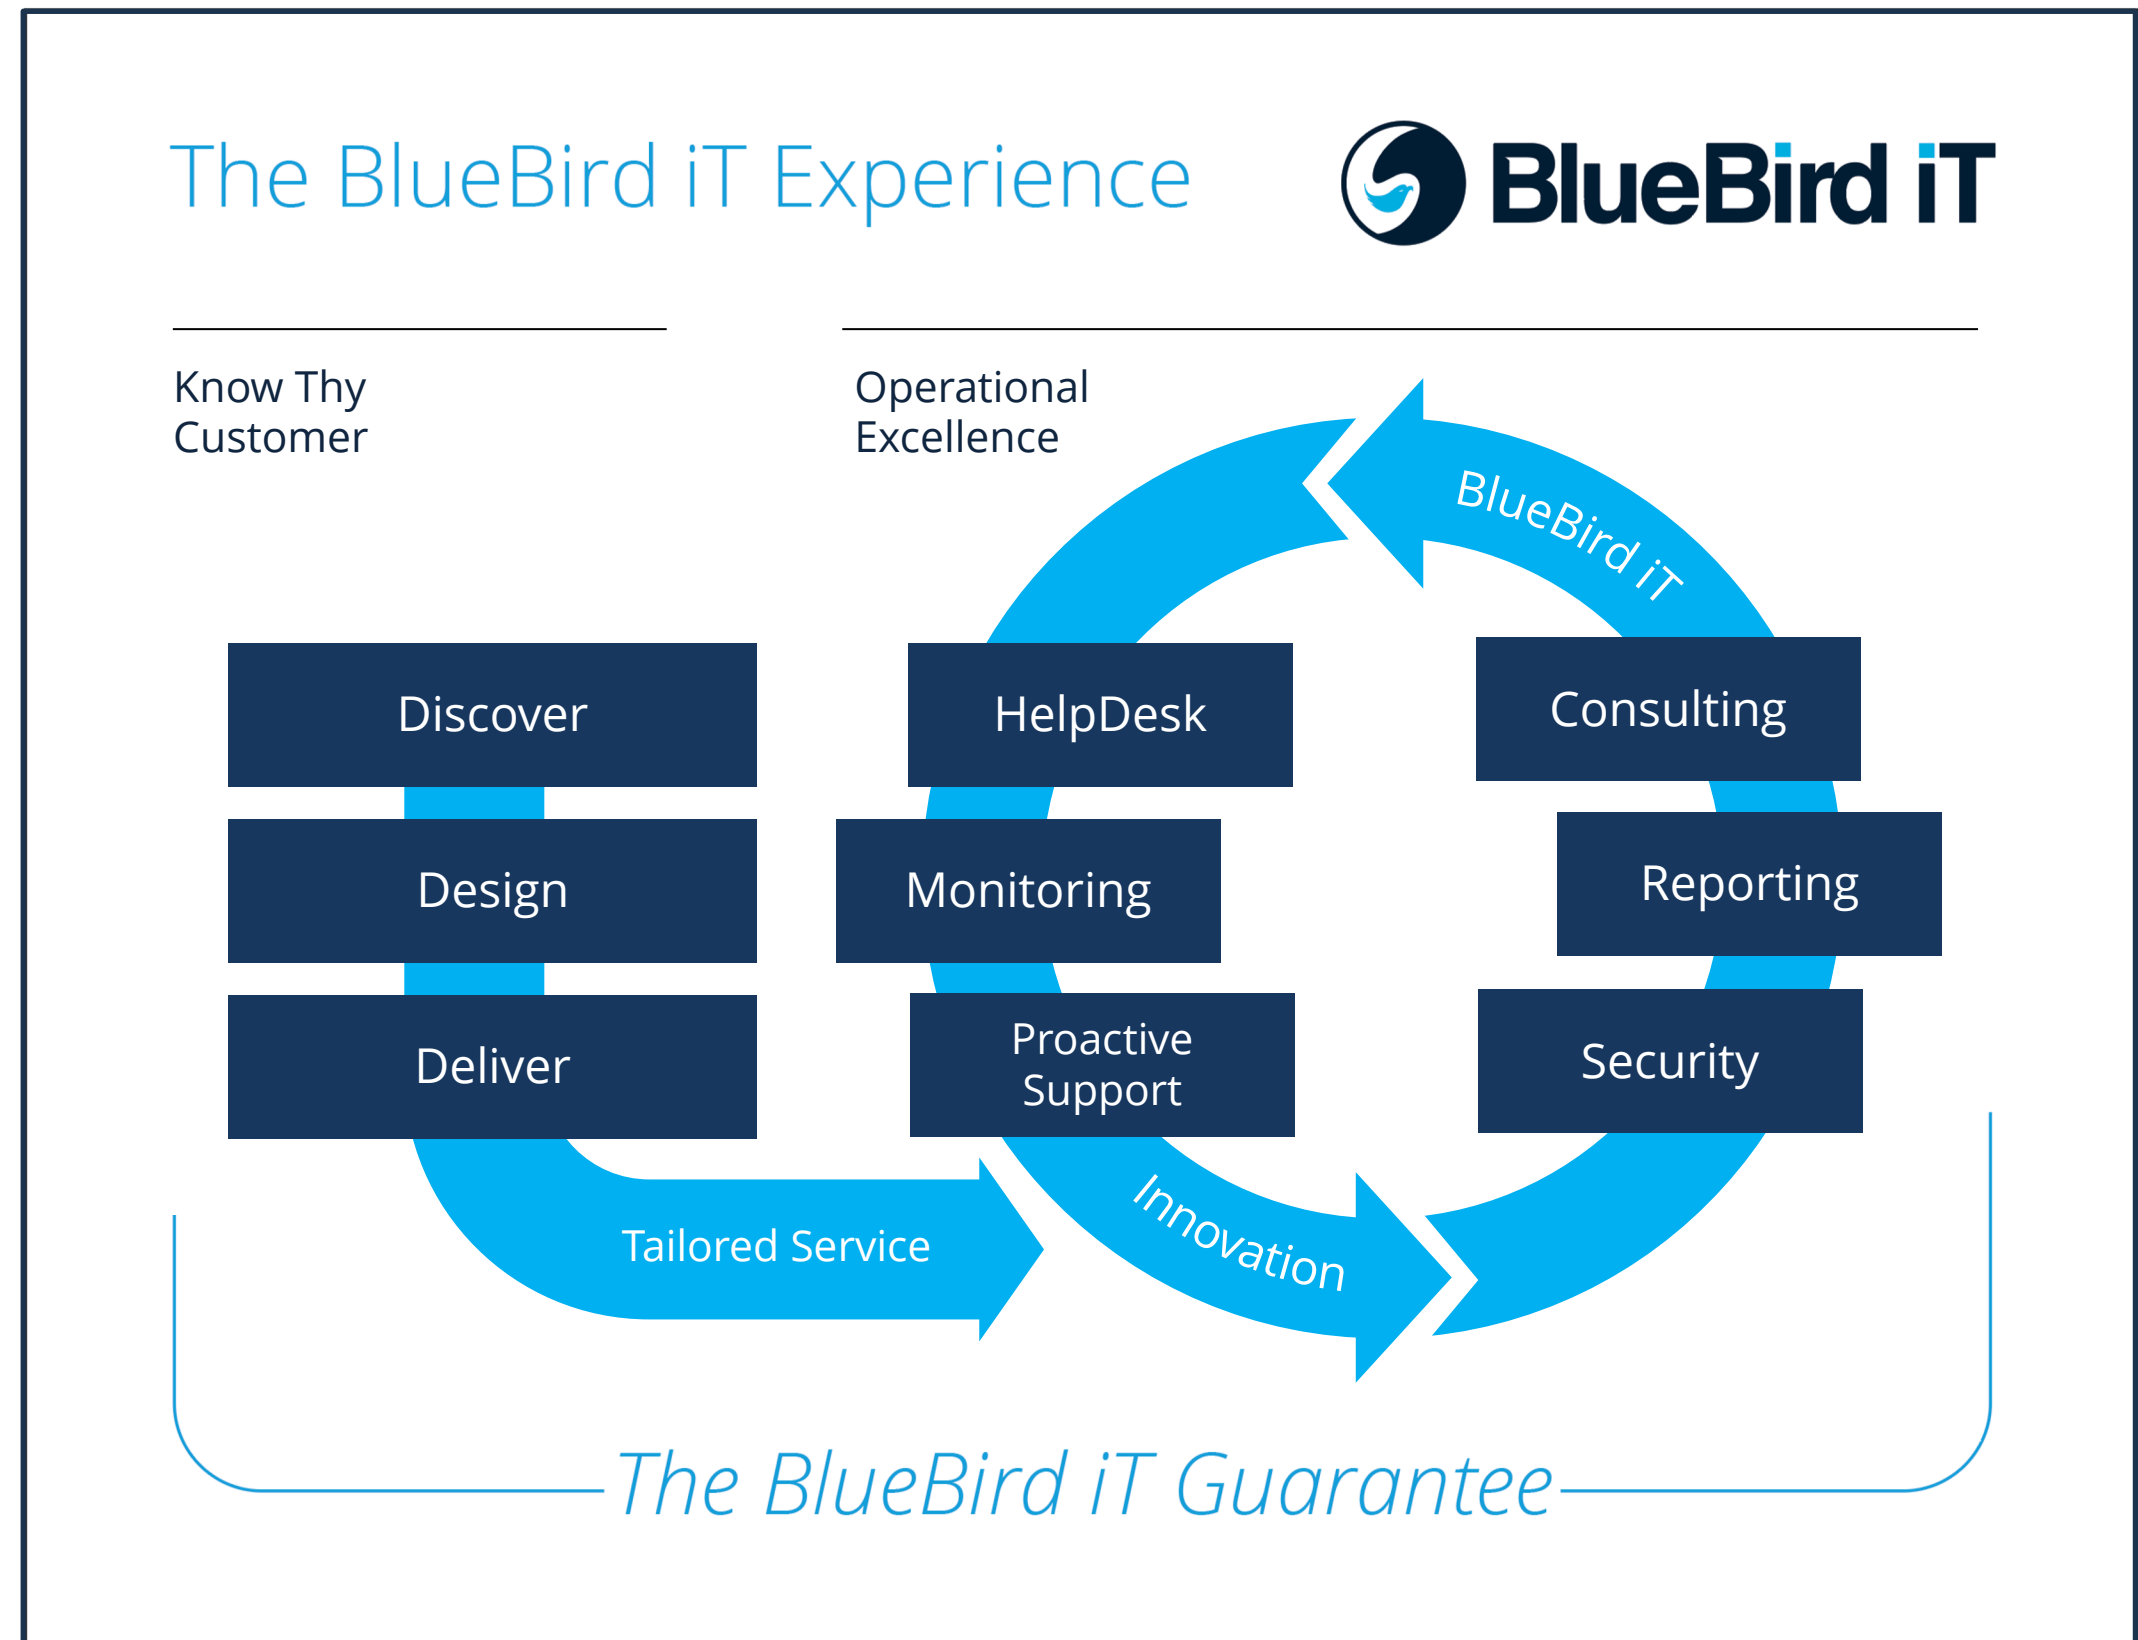 The BlueBird iT Experience
BlueBird iT
Know Thy
Customer
Operational
Excellence
BlueBird iT
Discover
Design
Deliver
Tailored Service
HelpDesk
Monitoring
Proactive
Support
Innovation
Consulting
Reporting
Security
The BlueBird iT Guarantee